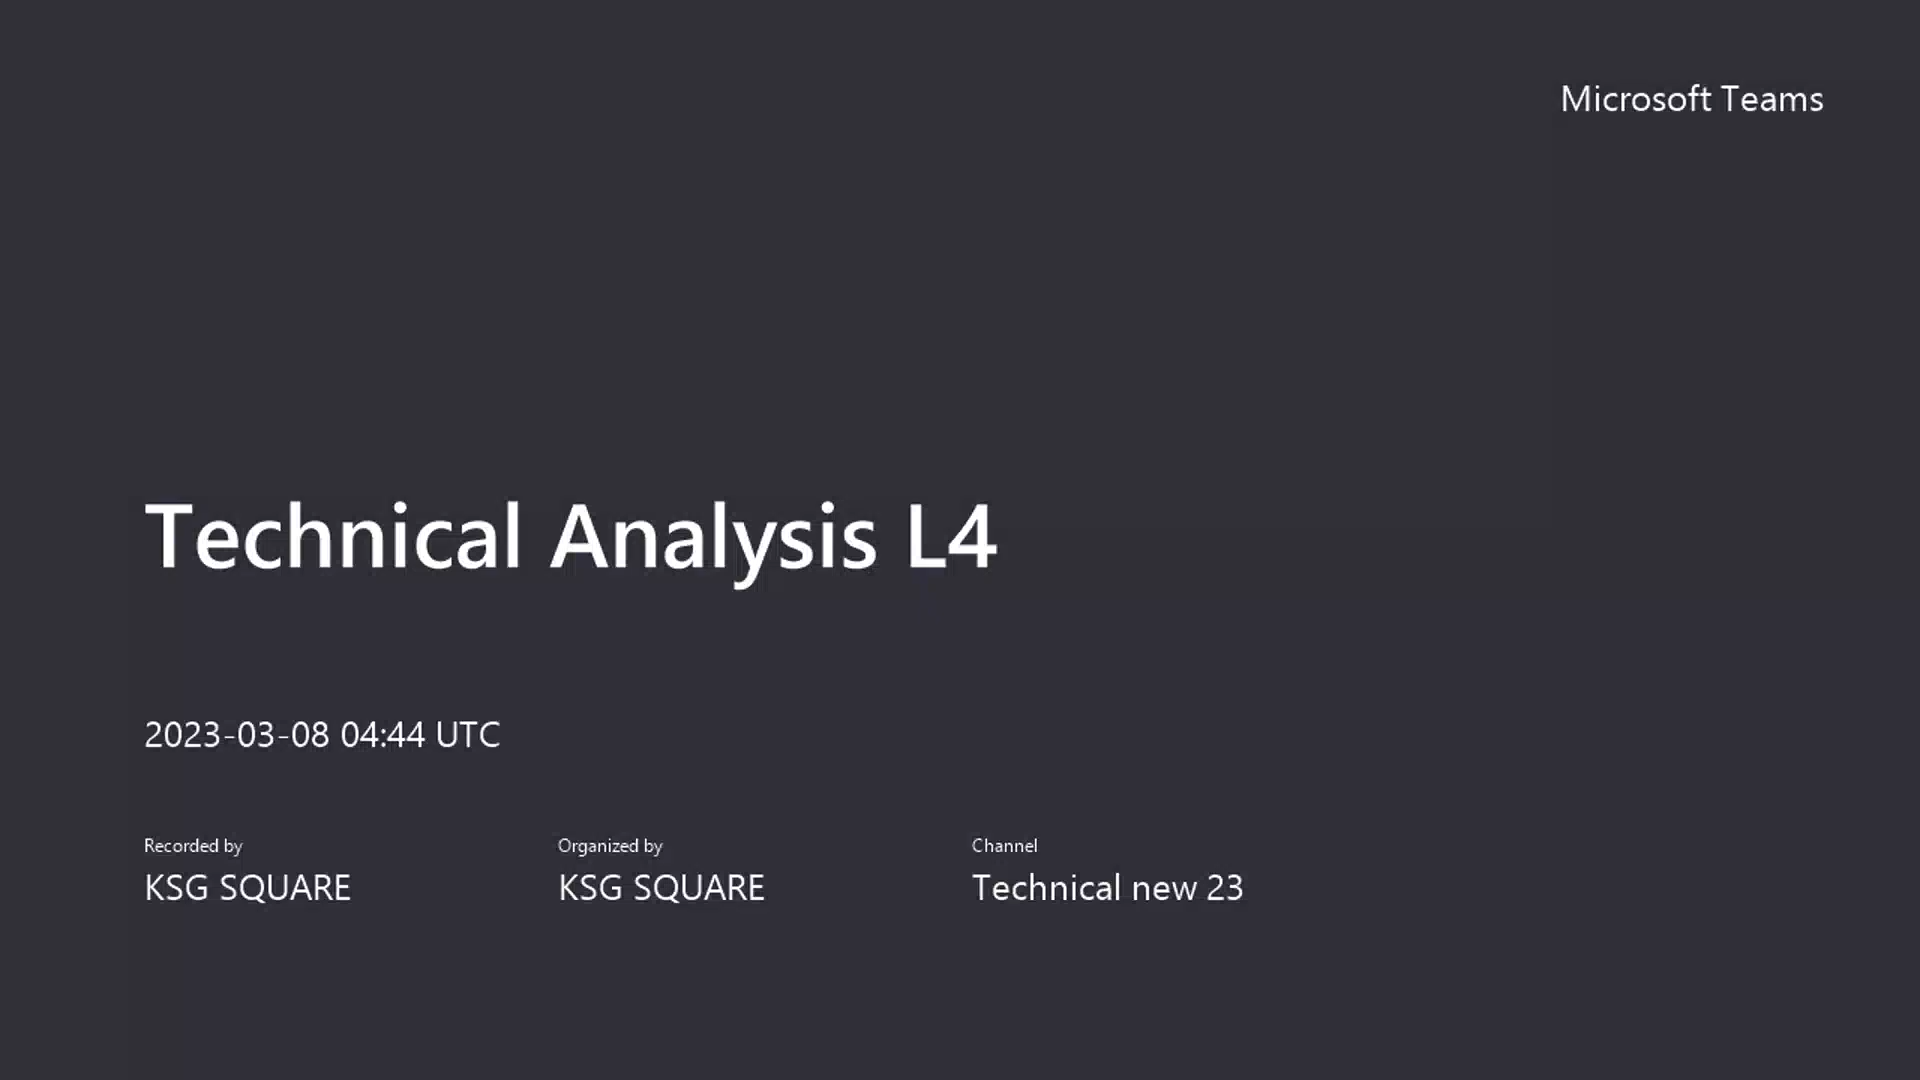 Microsoft Teams
Technical Analysis L4
2023-03-08 04:44 UTC
Recorded by
KSG SQUARE
Organized by
KSG SQUARE
Channel
Technical new 23